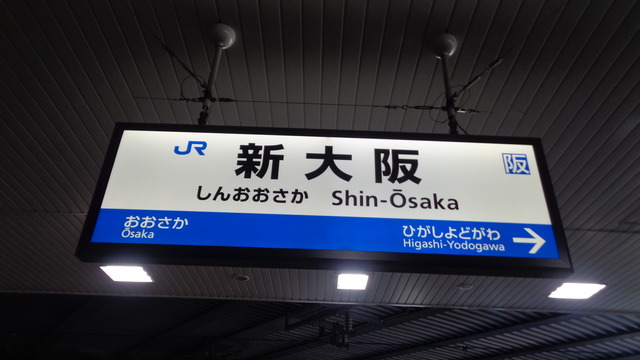 JR 新大阪 阪
しんおおさか Shin-Ōsaka
おおさか ひがしよどがわ
Ōsaka Higashi-Yodogawa